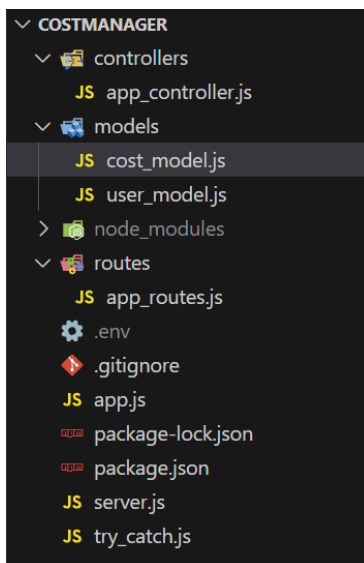 COSTMANAGER
controllers
JS app_controller.js
models
JS cost_model.js
JS user_model.js
node_modules
routes
JS app_routes.js
.env
.gitignore
JS app.js
package-lock.json
package.json
JS server.js
JS try_catch.js